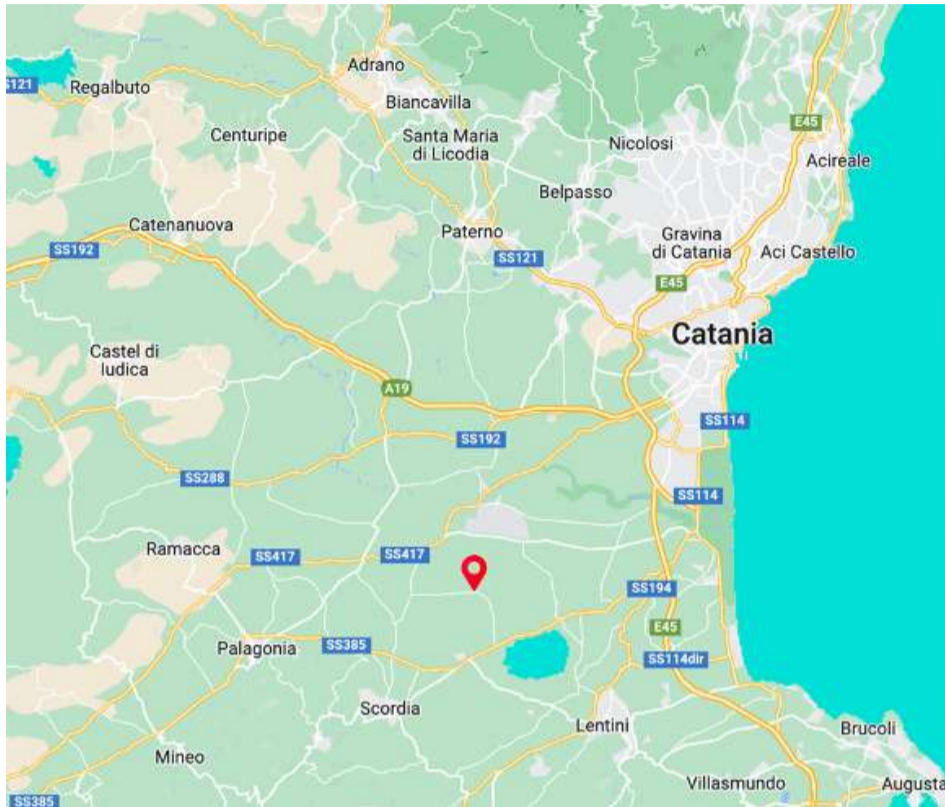 Adrano
S121
Regalbuto
Biancavilla
E45
Centuripe
Santa Maria
di Licodia
Nicolosi
Acireale
Belpasso
Catenanuova
Paterno
Gravina
di Catania
Aci Castello
SS192
SS121
E45
Catania
Castel di
Iudica
A19
SS114
SS192
SS288
SS114
Ramacca
SS417
SS417
SS194
E45
Palagonia
SS385
SS114dir
Scordia
Lentini
Brucoli
Mineo
Villasmundo
Augusta
SS385